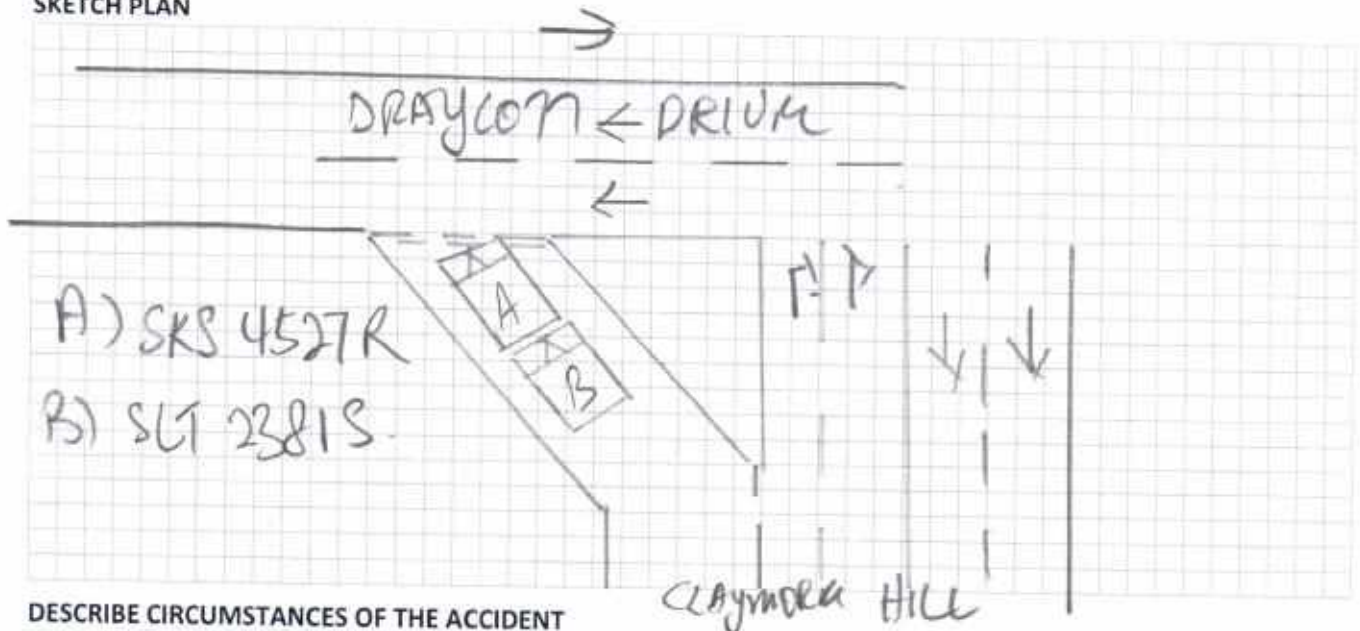 SKETCH PLAN
DRAYCOTT ← DRIVE
A) SKS 4527R
A
B) SLT 2381S
B
CLAYMORE HILL
DESCRIBE CIRCUMSTANCES OF THE ACCIDENT